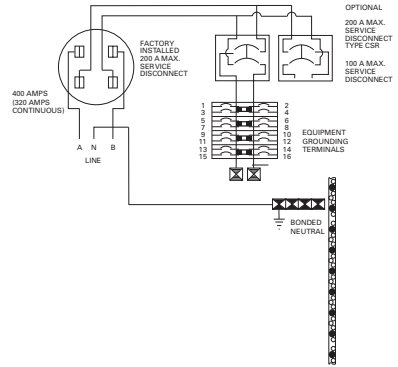 OPTIONAL
200 A MAX.
SERVICE
DISCONNECT
TYPE CSR
100 A MAX.
SERVICE
DISCONNECT
FACTORY
INSTALLED
200 A MAX.
SERVICE
DISCONNECT
400 AMPS
(320 AMPS
CONTINUOUS)
A N B
LINE
1 2
3 4
5 6
7 8
9 10
11 12
13 14
15 16
EQUIPMENT
GROUNDING
TERMINALS
BONDED
NEUTRAL